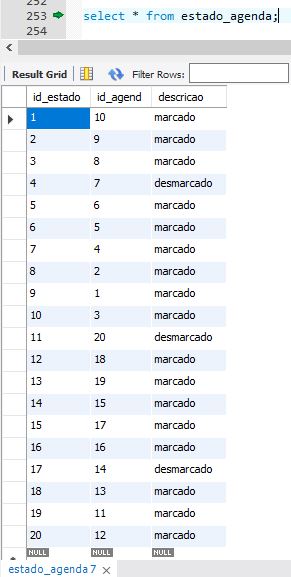 252
253 select * from estado_agenda;
254
Result Grid Filter Rows:
id_estado id_agend descricao
1 10 marcado
2 9 marcado
3 8 marcado
4 7 desmarcado
5 6 marcado
6 5 marcado
7 4 marcado
8 2 marcado
9 1 marcado
10 3 marcado
11 20 desmarcado
12 18 marcado
13 19 marcado
14 15 marcado
15 17 marcado
16 16 marcado
17 14 desmarcado
18 13 marcado
19 11 marcado
20 12 marcado
NULL NULL NULL
estado_agenda 7